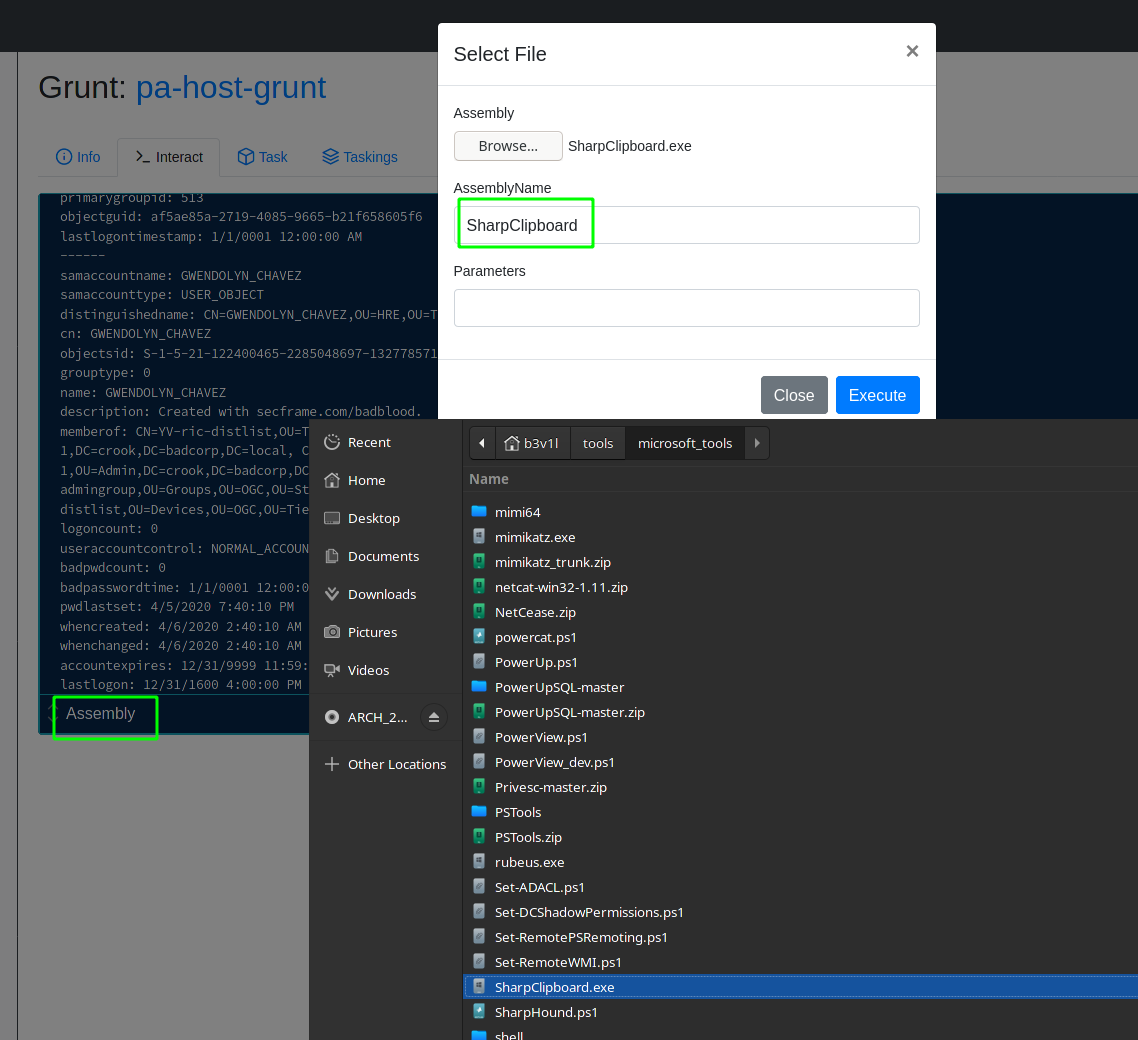 Select File
×
Grunt: pa-host-grunt
Info
Interact
Task
Taskings
Assembly
Browse...
SharpClipboard.exe
AssemblyName
SharpClipboard
Parameters
Close
Execute
primarygroupid: 513
objectguid: af5ae85a-2719-4085-9665-b21f658605f6
lastlogontimestamp: 1/1/0001 12:00:00 AM
------
samaccountname: GWENDOLYN_CHAVEZ
samaccounttype: USER_OBJECT
distinguishedname: CN=GWENDOLYN_CHAVEZ,OU=HRE,OU=T
cn: GWENDOLYN_CHAVEZ
objectsid: S-1-5-21-122400465-2285048697-132778571
grouptype: 0
name: GWENDOLYN_CHAVEZ
description: Created with secframe.com/badblood.
memberof: CN=YV-ric-distlist,OU=T
1,DC=crook,DC=badcorp,DC=local, C
1,OU=Admin,DC=crook,DC=badcorp,DC
admingroup,OU=Groups,OU=OGC,OU=St
distlist,OU=Devices,OU=OGC,OU=Tie
logoncount: 0
useraccountcontrol: NORMAL_ACCOUN
badpwdcount: 0
badpasswordtime: 1/1/0001 12:00:0
pwdlastset: 4/5/2020 7:40:10 PM
whencreated: 4/6/2020 2:40:10 AM
whenchanged: 4/6/2020 2:40:10 AM
accountexpires: 12/31/9999 11:59:
lastlogon: 12/31/1600 4:00:00 PM
Assembly
Recent
Home
Desktop
Documents
Downloads
Pictures
Videos
ARCH_2...
Other Locations
b3v1l
tools
microsoft_tools
Name
mimi64
mimikatz.exe
mimikatz_trunk.zip
netcat-win32-1.11.zip
NetCease.zip
powercat.ps1
PowerUp.ps1
PowerUpSQL-master
PowerUpSQL-master.zip
PowerView.ps1
PowerView_dev.ps1
Privesc-master.zip
PSTools
PSTools.zip
rubeus.exe
Set-ADACL.ps1
Set-DCShadowPermissions.ps1
Set-RemotePSRemoting.ps1
Set-RemoteWMI.ps1
SharpClipboard.exe
SharpHound.ps1
shell